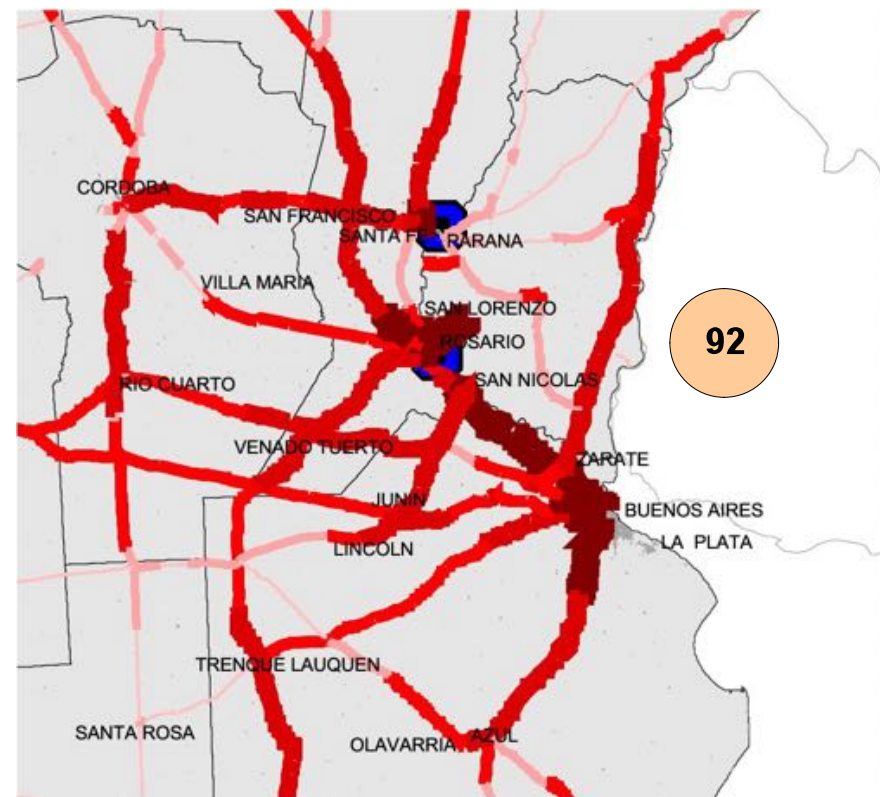 CORDOBA
SAN FRANCISCO
SANTA FE
RARANA
VILLA MARIA
SAN LORENZO
ROSARIO
92
RIO CUARTO
SAN NICOLAS
VENADO TUERTO
ZARATE
JUNIN
BUENOS AIRES
LINCOLN
LA PLATA
TRENQUE LAUQUEN
SANTA ROSA
OLAVARRIA
AZUL